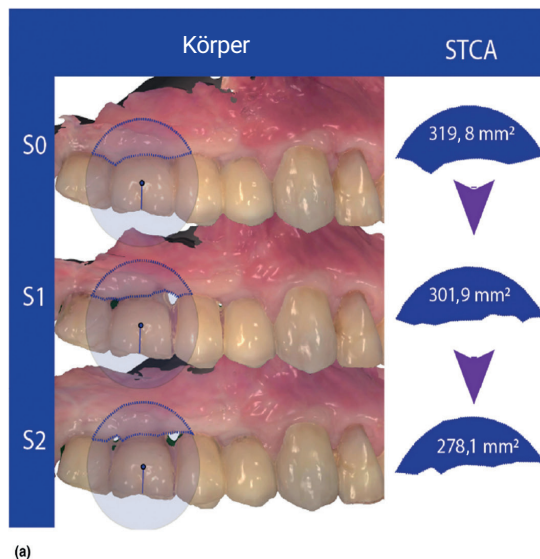 Körper
STCA
S0
319, 8 mm²
S1
301,9 mm²
S2
278,1 mm²
(a)